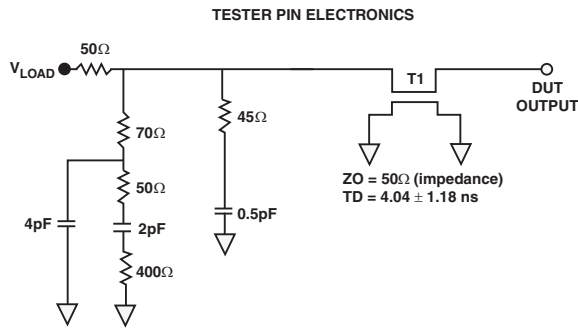 TESTER PIN ELECTRONICS
50Ω
VLOAD
T1
DUT
OUTPUT
45Ω
70Ω
ZO = 50Ω (impedance)
TD = 4.04 ± 1.18 ns
50Ω
4pF
2pF
0.5pF
400Ω